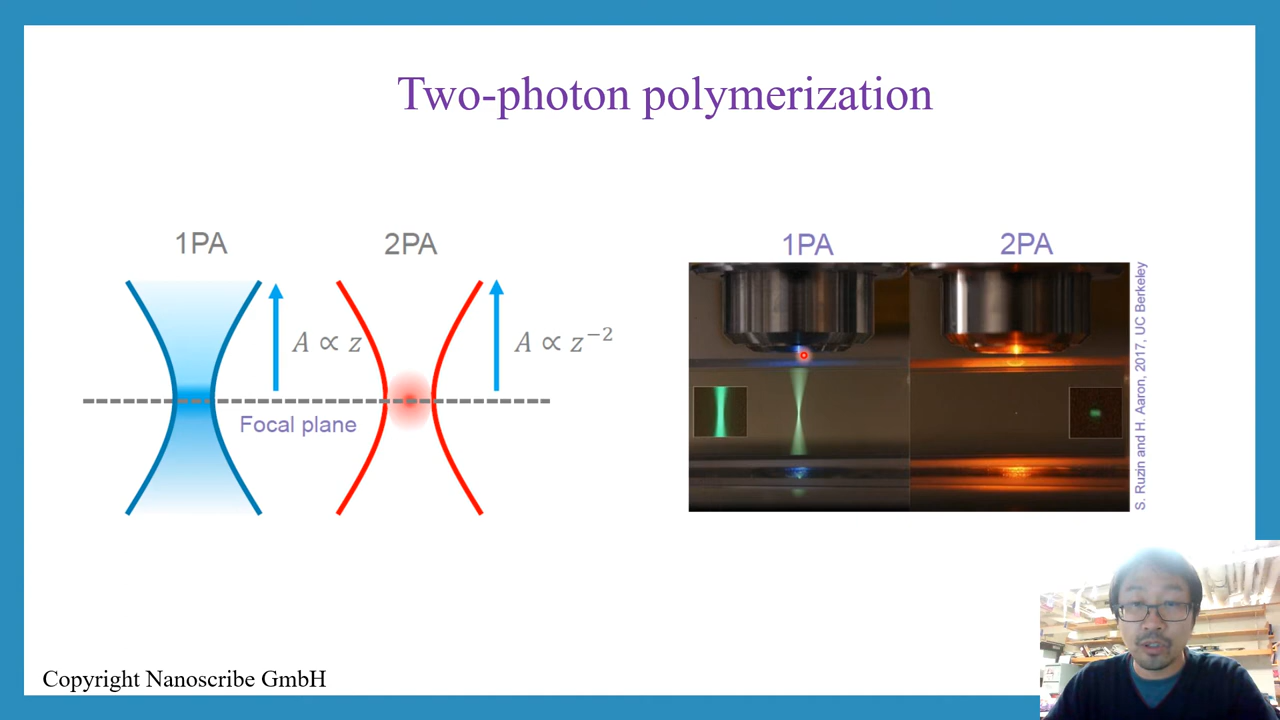 Two-photon polymerization
1PA
2PA
A ∝ z
A ∝ z⁻²
Focal plane
1PA
2PA
S. Ruzin and H. Aaron, 2017, UC Berkeley
Copyright Nanoscribe GmbH